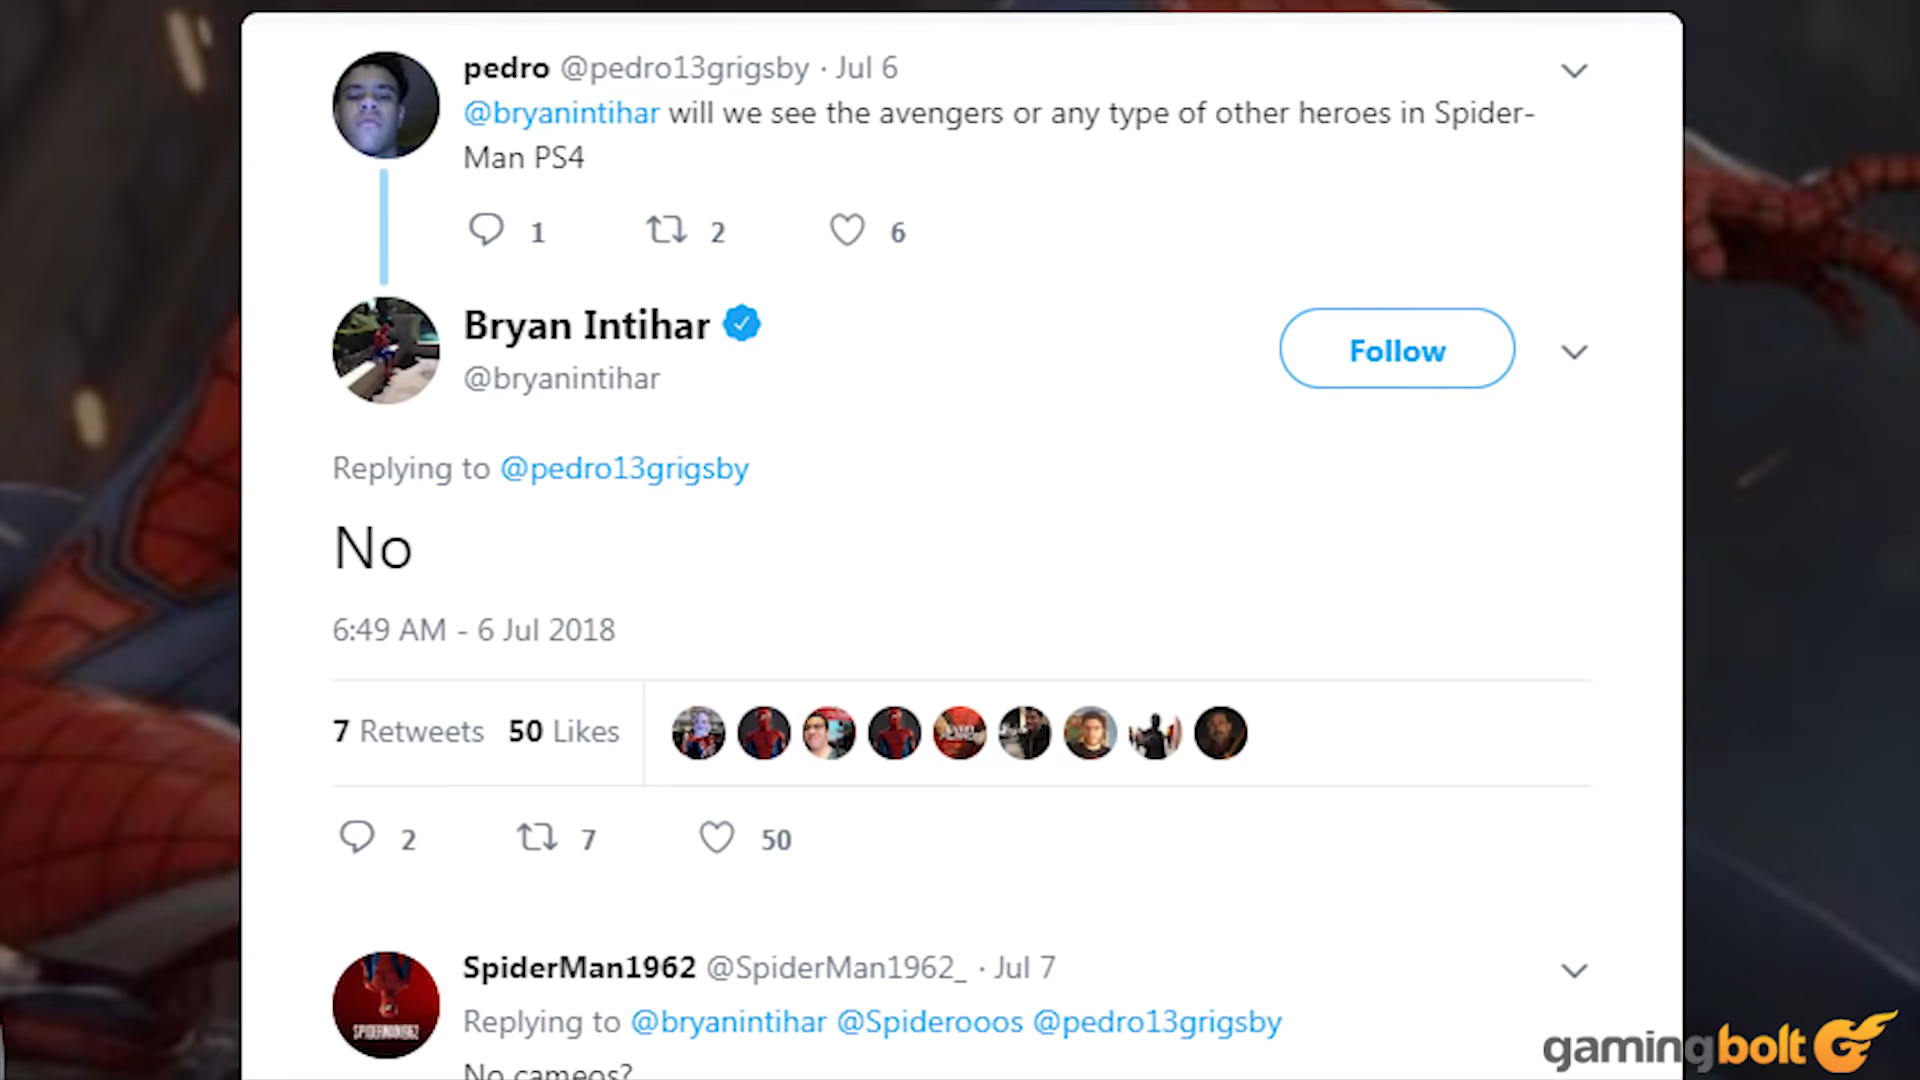 pedro @pedro13grigsby · Jul 6
@bryanintihar will we see the avengers or any type of other heroes in Spider-
Man PS4
1 2 6
Bryan Intihar
@bryanintihar
Follow
Replying to @pedro13grigsby
No
6:49 AM - 6 Jul 2018
7 Retweets 50 Likes
2 7 50
SpiderMan1962 @SpiderMan1962_ · Jul 7
Replying to @bryanintihar @Spiderooos @pedro13grigsby
SPIDERMAN1962
No cameos?
gamingbolt